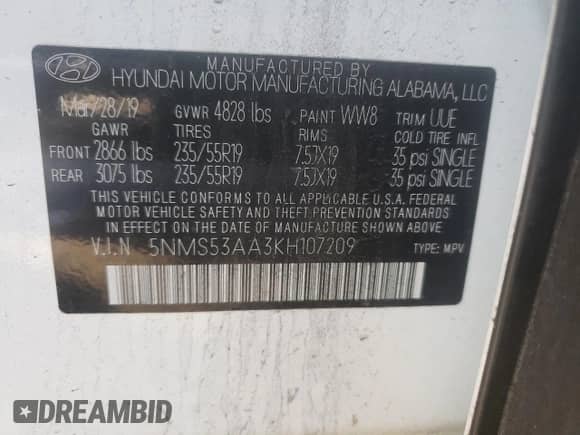 MANUFACTURED BY
HYUNDAI MOTOR MANUFACTURING ALABAMA, LLC
Mar/28/19 GVWR 4828 lbs PAINT WW8 TRIM UUE
GAWR TIRES RIMS COLD TIRE INFL
FRONT 2866 lbs 235/55R19 7.5JX19 35 psi SINGLE
REAR 3075 lbs 235/55R19 7.5JX19 35 psi SINGLE
THIS VEHICLE CONFORMS TO ALL APPLICABLE U.S.A. FEDERAL
MOTOR VEHICLE SAFETY AND THEFT PREVENTION STANDARDS
IN EFFECT ON THE DATE OF MANUFACTURE SHOWN ABOVE.
V.I.N 5NMS53AA3KH107209 TYPE: M.P.V.
DREAMBID